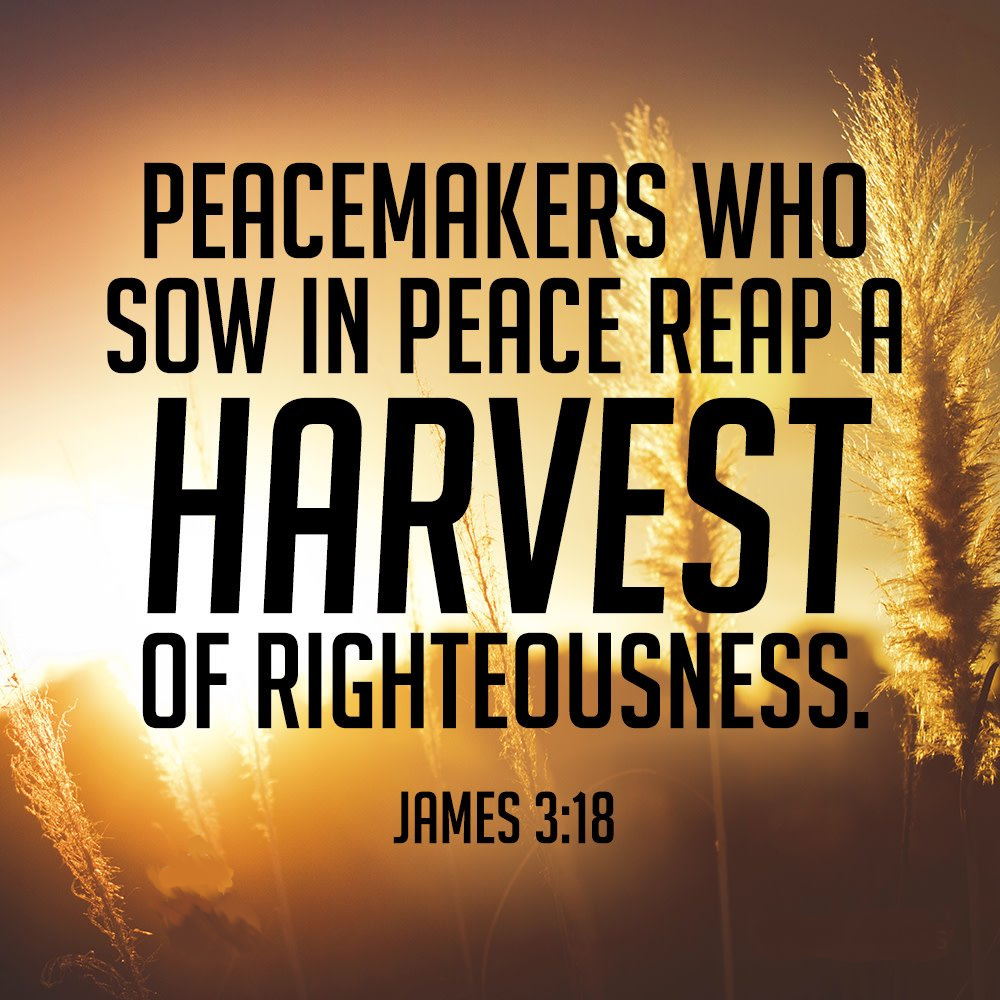 PEACEMAKERS WHO
SOW IN PEACE REAP A
HARVEST
OF RIGHTEOUSNESS.
JAMES 3:18